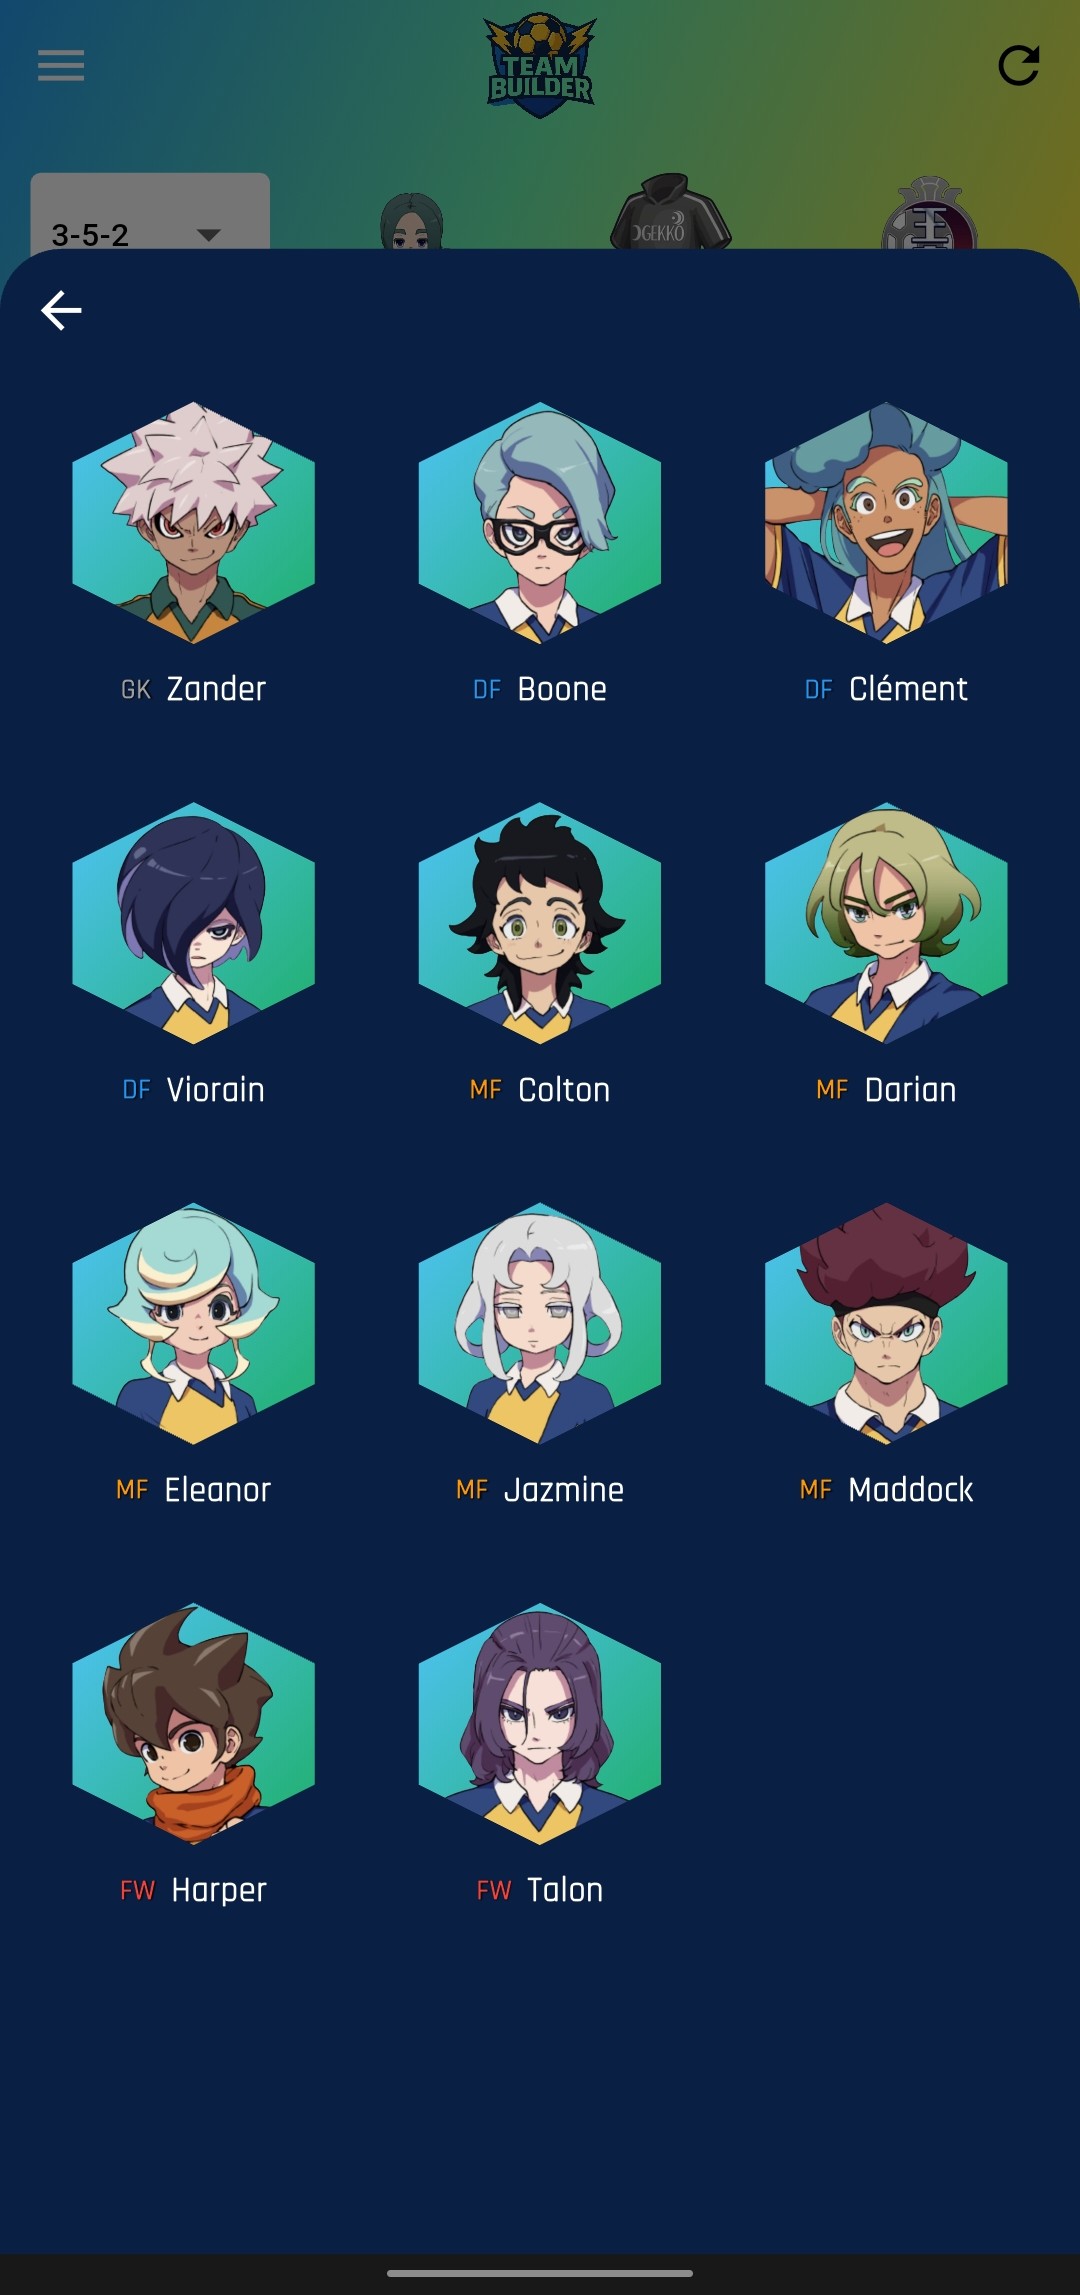 TEAM
BUILDER
3-5-2
OGEKKO
GK Zander
DF Boone
DF Clément
DF Viorain
MF Colton
MF Darian
MF Eleanor
MF Jazmine
MF Maddock
FW Harper
FW Talon